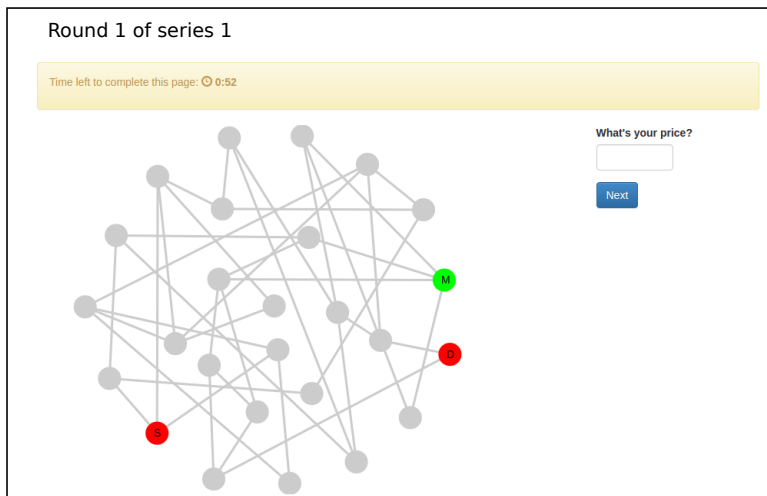 Round 1 of series 1
Time left to complete this page: 0:52
What's your price?
Next
M
D
S